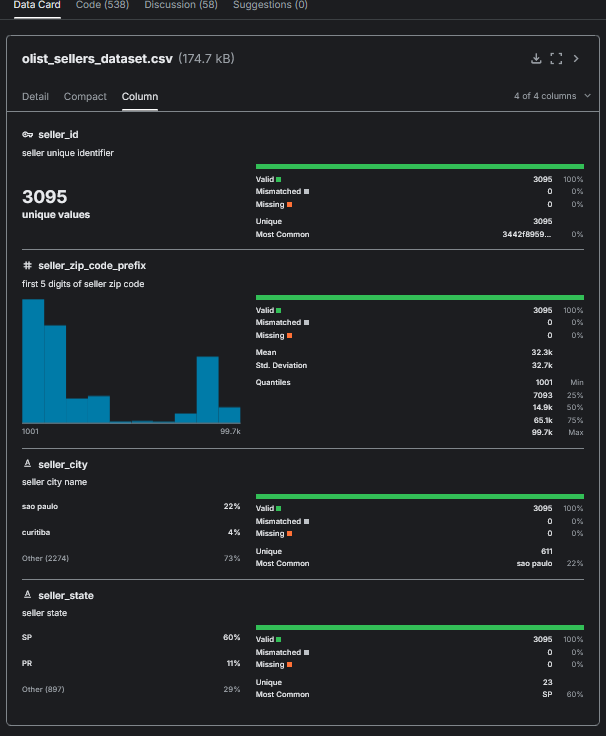 Data Card Code (538) Discussion (58) Suggestions (0)
olist_sellers_dataset.csv (174.7 kB)
Detail Compact Column 4 of 4 columns
seller_id
seller unique identifier
3095
unique values
Valid 3095 100%
Mismatched 0 0%
Missing 0 0%
Unique 3095
Most Common 3442f8959... 0%
# seller_zip_code_prefix
first 5 digits of seller zip code
1001 99.7k
Valid 3095 100%
Mismatched 0 0%
Missing 0 0%
Mean 32.3k
Std. Deviation 32.7k
Quantiles 1001 Min
7093 25%
14.9k 50%
65.1k 75%
99.7k Max
A seller_city
seller city name
sao paulo 22%
curitiba 4%
Other (2274) 73%
Valid 3095 100%
Mismatched 0 0%
Missing 0 0%
Unique 611
Most Common sao paulo 22%
A seller_state
seller state
SP 60%
PR 11%
Other (897) 29%
Valid 3095 100%
Mismatched 0 0%
Missing 0 0%
Unique 23
Most Common SP 60%